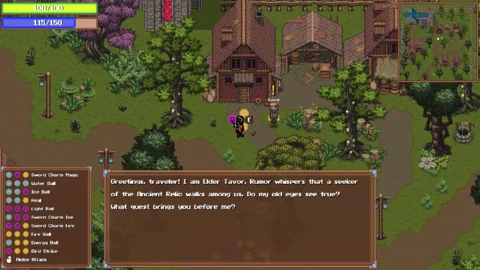 100/100
115/150
Tavor
E
Sword Charm Magic
Water Ball
Ice Ball
Heal
Light Ball
Sword Charm Ice
Sword Charm Fire
Fire Ball
Energy Ball
Bird Strike
Melee Attack
Greetings, traveler! I am Elder Tavor. Rumor whispers that a seeker
of the Ancient Relic walks among us. Do my old eyes see true?
What quest brings you before me?